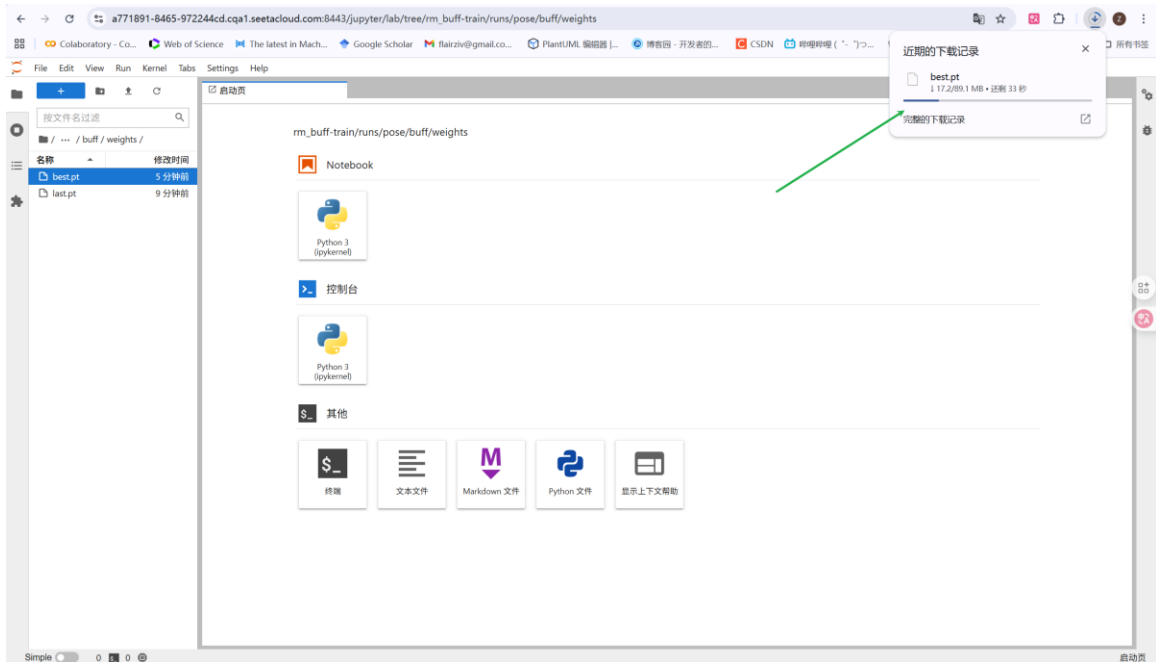 a771891-8465-972244cd.cqa1.seetacloud.com:8443/jupyter/lab/tree/rm_buff-train/runs/pose/buff/weights
Colaboratory - Co...
Web of Science
The latest in Mach...
Google Scholar
flairziv@gmail.co...
PlantUML 编辑器 |...
博客园 - 开发者的...
CSDN
哔哩哔哩 ( ゜- ゜)つ...
所有书签
近期的下载记录
best.pt
↓ 17.2/89.1 MB • 还剩 33 秒
完整的下载记录
File Edit View Run Kernel Tabs Settings Help
启动页
按文件名过滤
/ ··· / buff / weights /
名称 修改时间
best.pt 5 分钟前
last.pt 9 分钟前
rm_buff-train/runs/pose/buff/weights
Notebook
Python 3
(ipykernel)
控制台
Python 3
(ipykernel)
$_ 其他
$_
终端
文本文件
M
Markdown 文件
Python 文件
显示上下文帮助
Simple 0 0
启动页